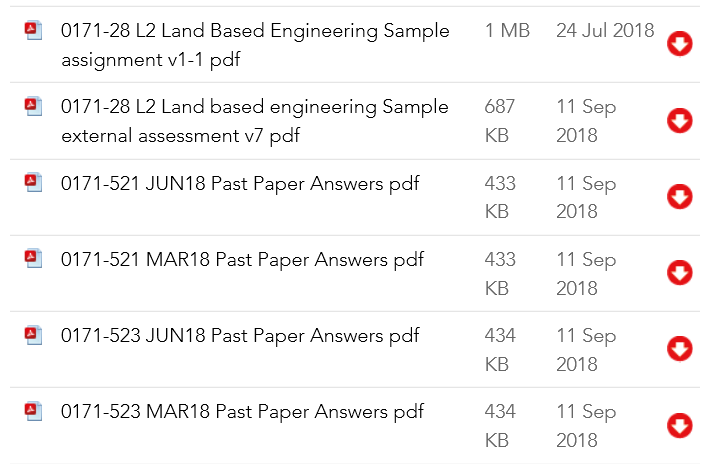 0171-28 L2 Land Based Engineering Sample 1 MB 24 Jul 2018
assignment v1-1 pdf
0171-28 L2 Land based engineering Sample 687 11 Sep
external assessment v7 pdf KB 2018
0171-521 JUN18 Past Paper Answers pdf 433 11 Sep
KB 2018
0171-521 MAR18 Past Paper Answers pdf 433 11 Sep
KB 2018
0171-523 JUN18 Past Paper Answers pdf 434 11 Sep
KB 2018
0171-523 MAR18 Past Paper Answers pdf 434 11 Sep
KB 2018